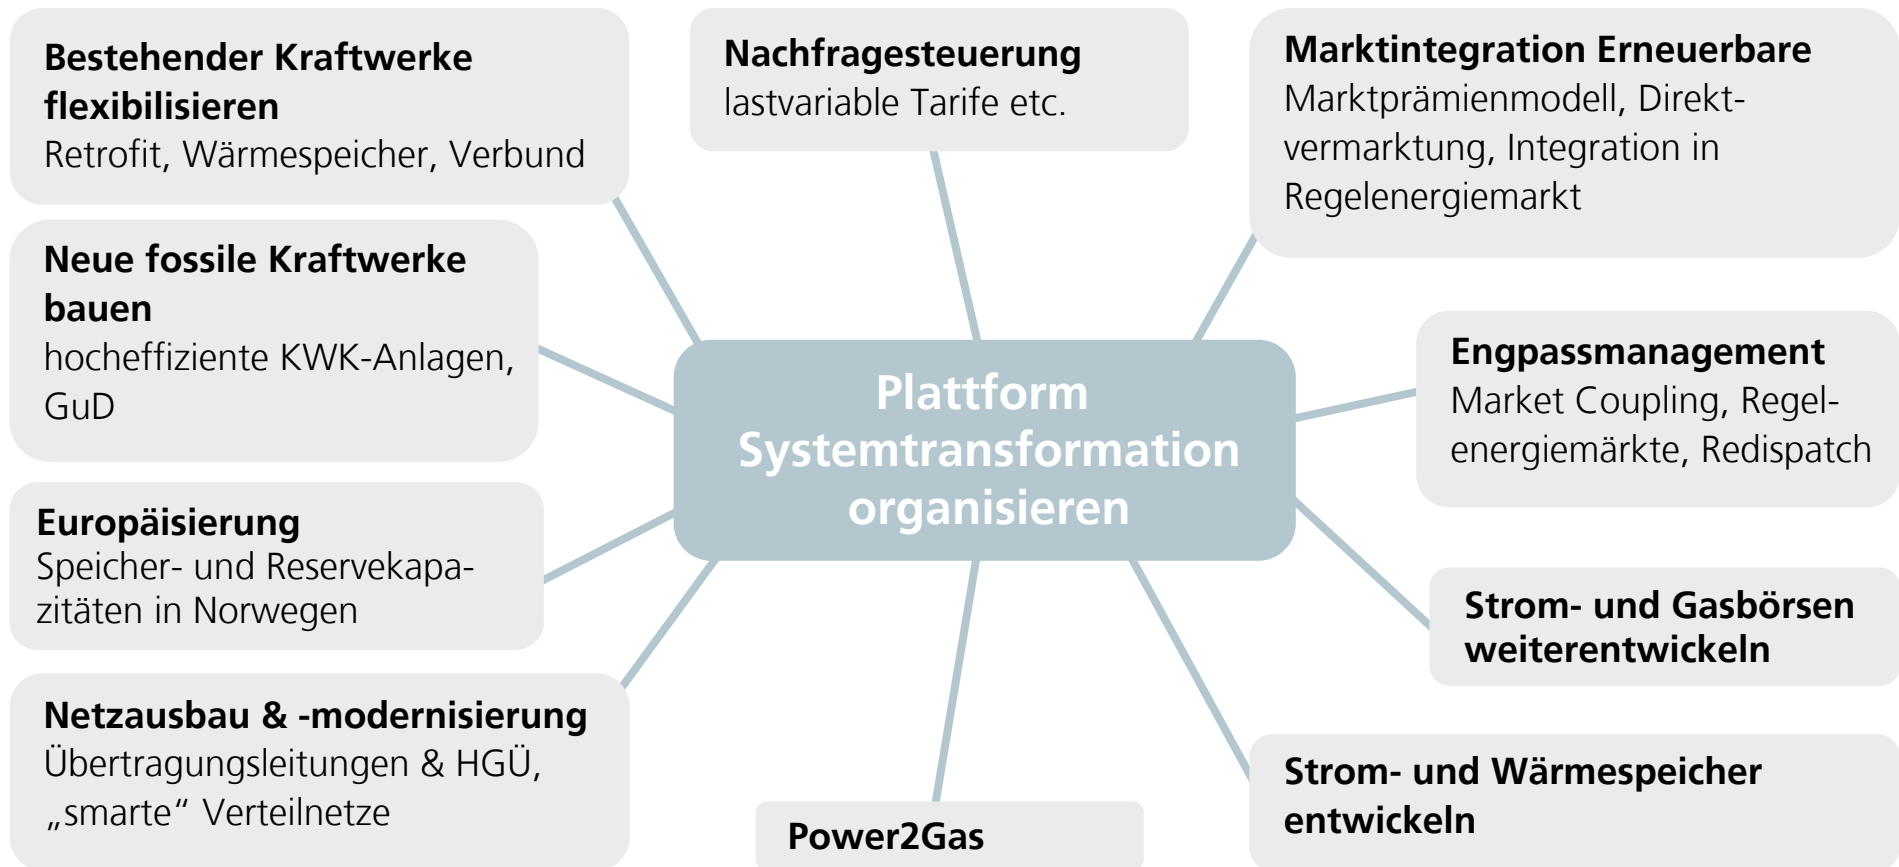 Bestehender Kraftwerke
flexibilisieren
Retrofit, Wärmespeicher, Verbund
Nachfragesteuerung
lastvariable Tarife etc.
Marktintegration Erneuerbare
Marktprämienmodell, Direkt-
vermarktung, Integration in
Regelenergiemarkt
Neue fossile Kraftwerke
bauen
hocheffiziente KWK-Anlagen,
GuD
Plattform
Systemtransformation
organisieren
Engpassmanagement
Market Coupling, Regel-
energiemärkte, Redispatch
Europäisierung
Speicher- und Reservekapa-
zitäten in Norwegen
Strom- und Gasbörsen
weiterentwickeln
Netzausbau & -modernisierung
Übertragungsleitungen & HGÜ,
„smarte“ Verteilnetze
Power2Gas
Strom- und Wärmespeicher
entwickeln